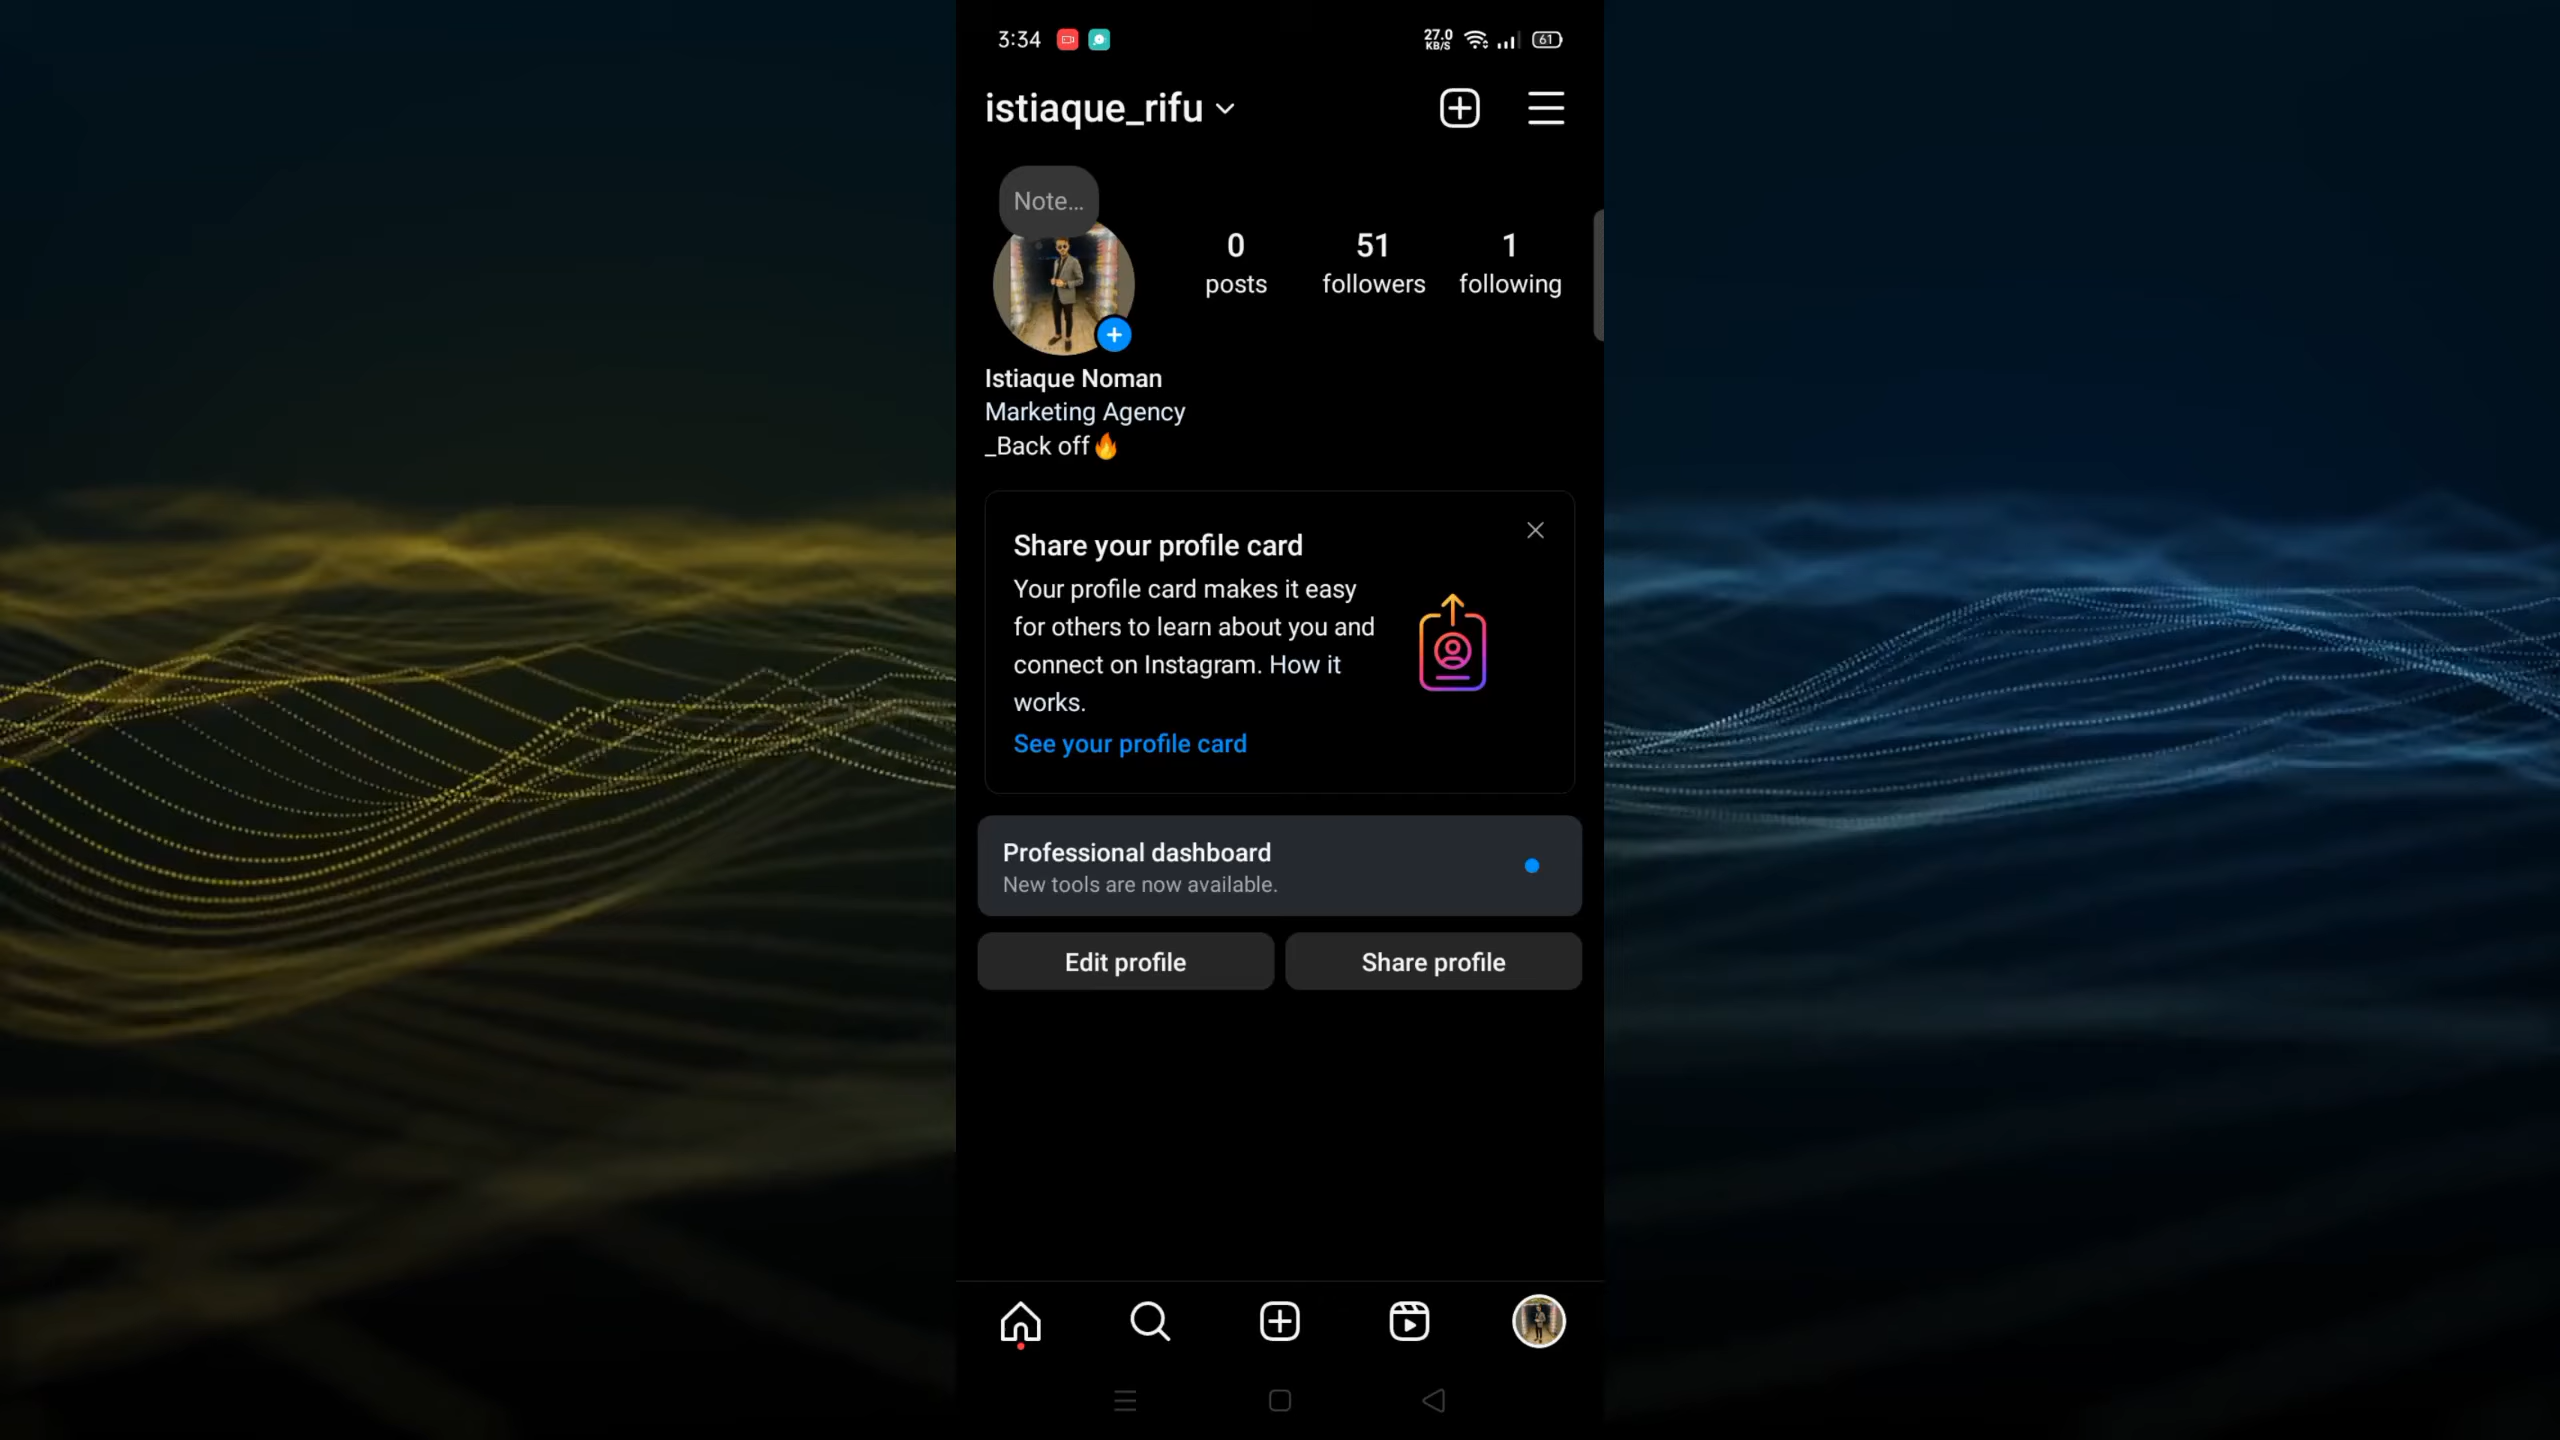 3:34
27.0
KB/S
61
istiaque_rifu
Note...
0
posts
51
followers
1
following
Istiaque Noman
Marketing Agency
_Back off🔥
Share your profile card
Your profile card makes it easy
for others to learn about you and
connect on Instagram. How it
works.
See your profile card
Professional dashboard
New tools are now available.
Edit profile
Share profile